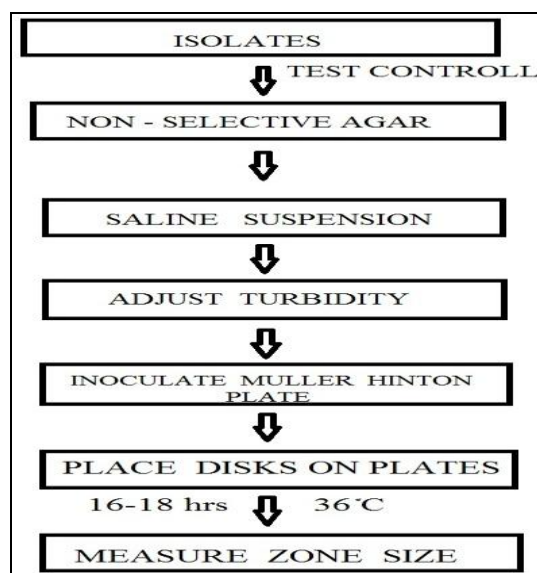 ISOLATES
TEST CONTROLL
NON - SELECTIVE AGAR
SALINE SUSPENSION
ADJUST TURBIDITY
INOCULATE MULLER HINTON
PLATE
PLACE DISKS ON PLATES
16-18 hrs 36°C
MEASURE ZONE SIZE